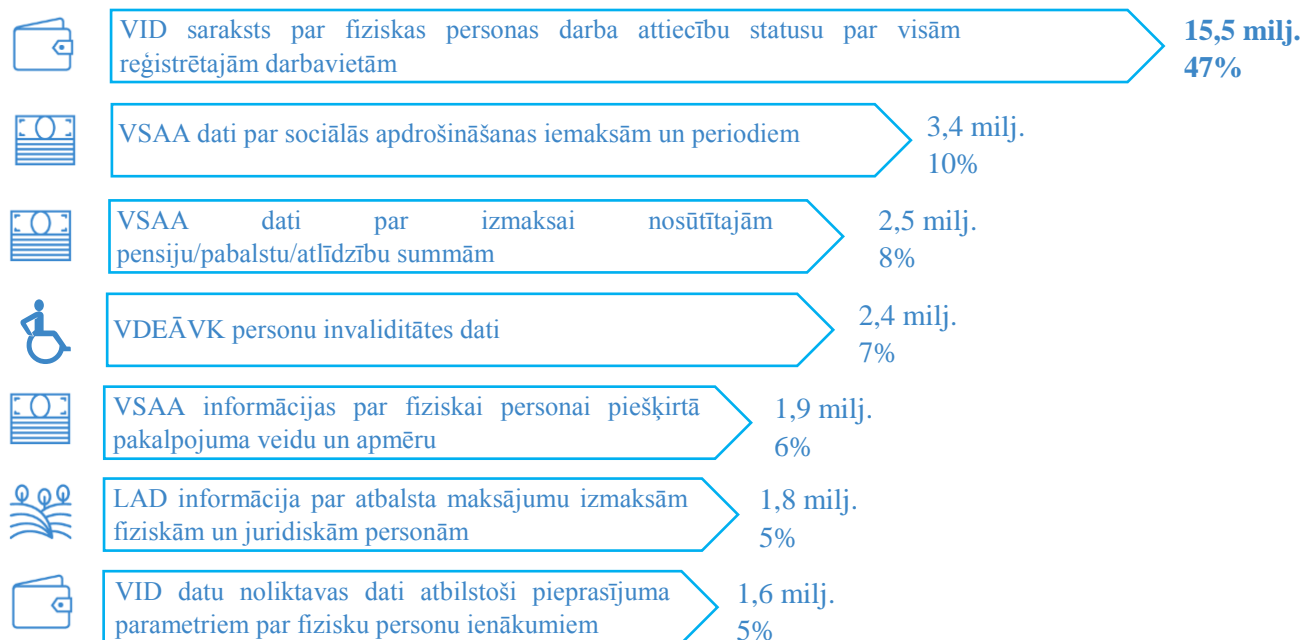 VID saraksts par fiziskas personas darba attiecību statusu par visām
reģistrētajām darbavietām
15,5 milj.
47%
VSAA dati par sociālās apdrošināšanas iemaksām un periodiem
3,4 milj.
10%
VSAA dati par izmaksai nosūtītajām
pensiju/pabalstu/atlīdzību summām
2,5 milj.
8%
VDEĀVK personu invaliditātes dati
2,4 milj.
7%
VSAA informācijas par fiziskai personai piešķirtā
pakalpojuma veidu un apmēru
1,9 milj.
6%
LAD informācija par atbalsta maksājumu izmaksām
fiziskām un juridiskām personām
1,8 milj.
5%
VID datu noliktavas dati atbilstoši pieprasījuma
parametriem par fizisku personu ienākumiem
1,6 milj.
5%